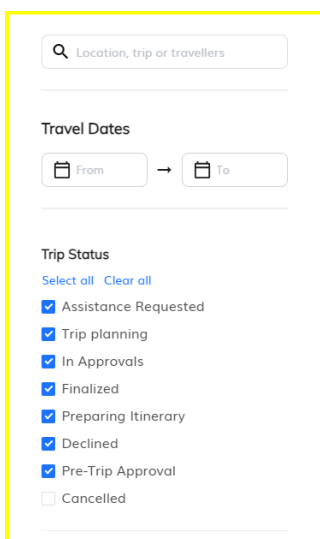 Location, trip or travellers
Travel Dates
From → To
Trip Status
Select all Clear all
Assistance Requested
Trip planning
In Approvals
Finalized
Preparing Itinerary
Declined
Pre-Trip Approval
Cancelled